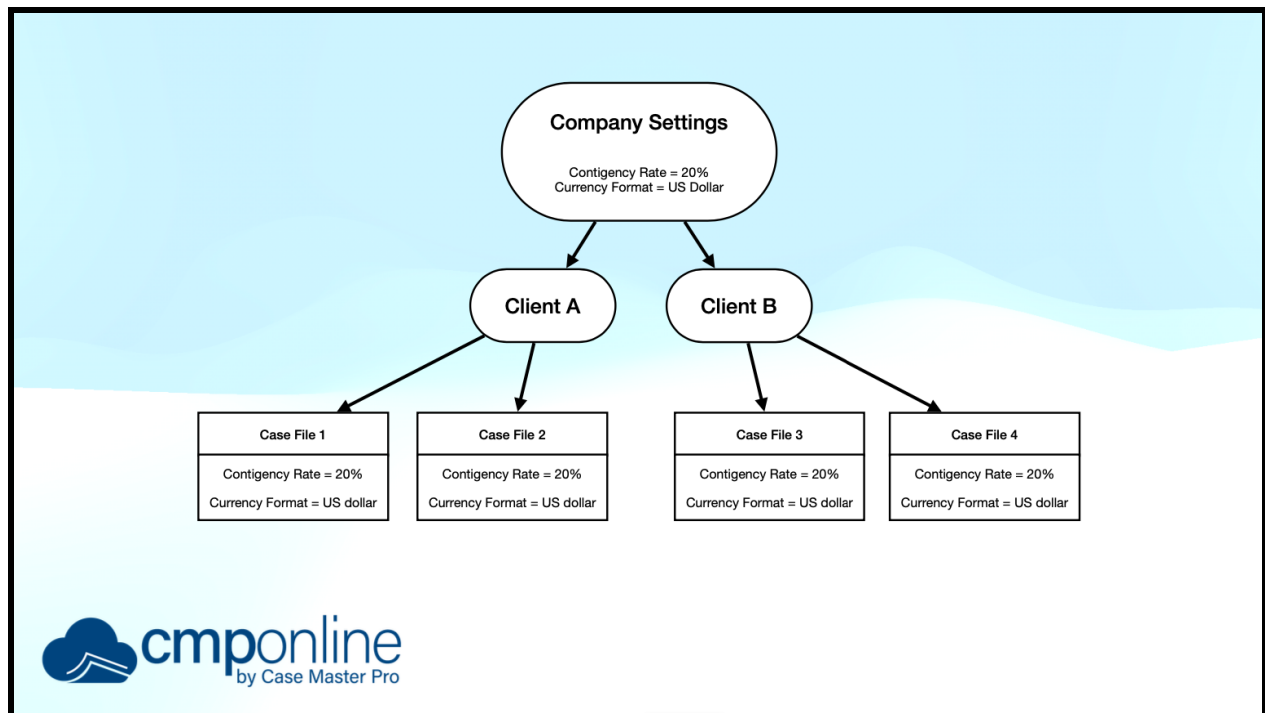 Company Settings
Contigency Rate = 20%
Currency Format = US Dollar
Client A
Client B
Case File 1
Contigency Rate = 20%
Currency Format = US dollar
Case File 2
Contigency Rate = 20%
Currency Format = US dollar
Case File 3
Contigency Rate = 20%
Currency Format = US dollar
Case File 4
Contigency Rate = 20%
Currency Format = US dollar
cmponline
by Case Master Pro